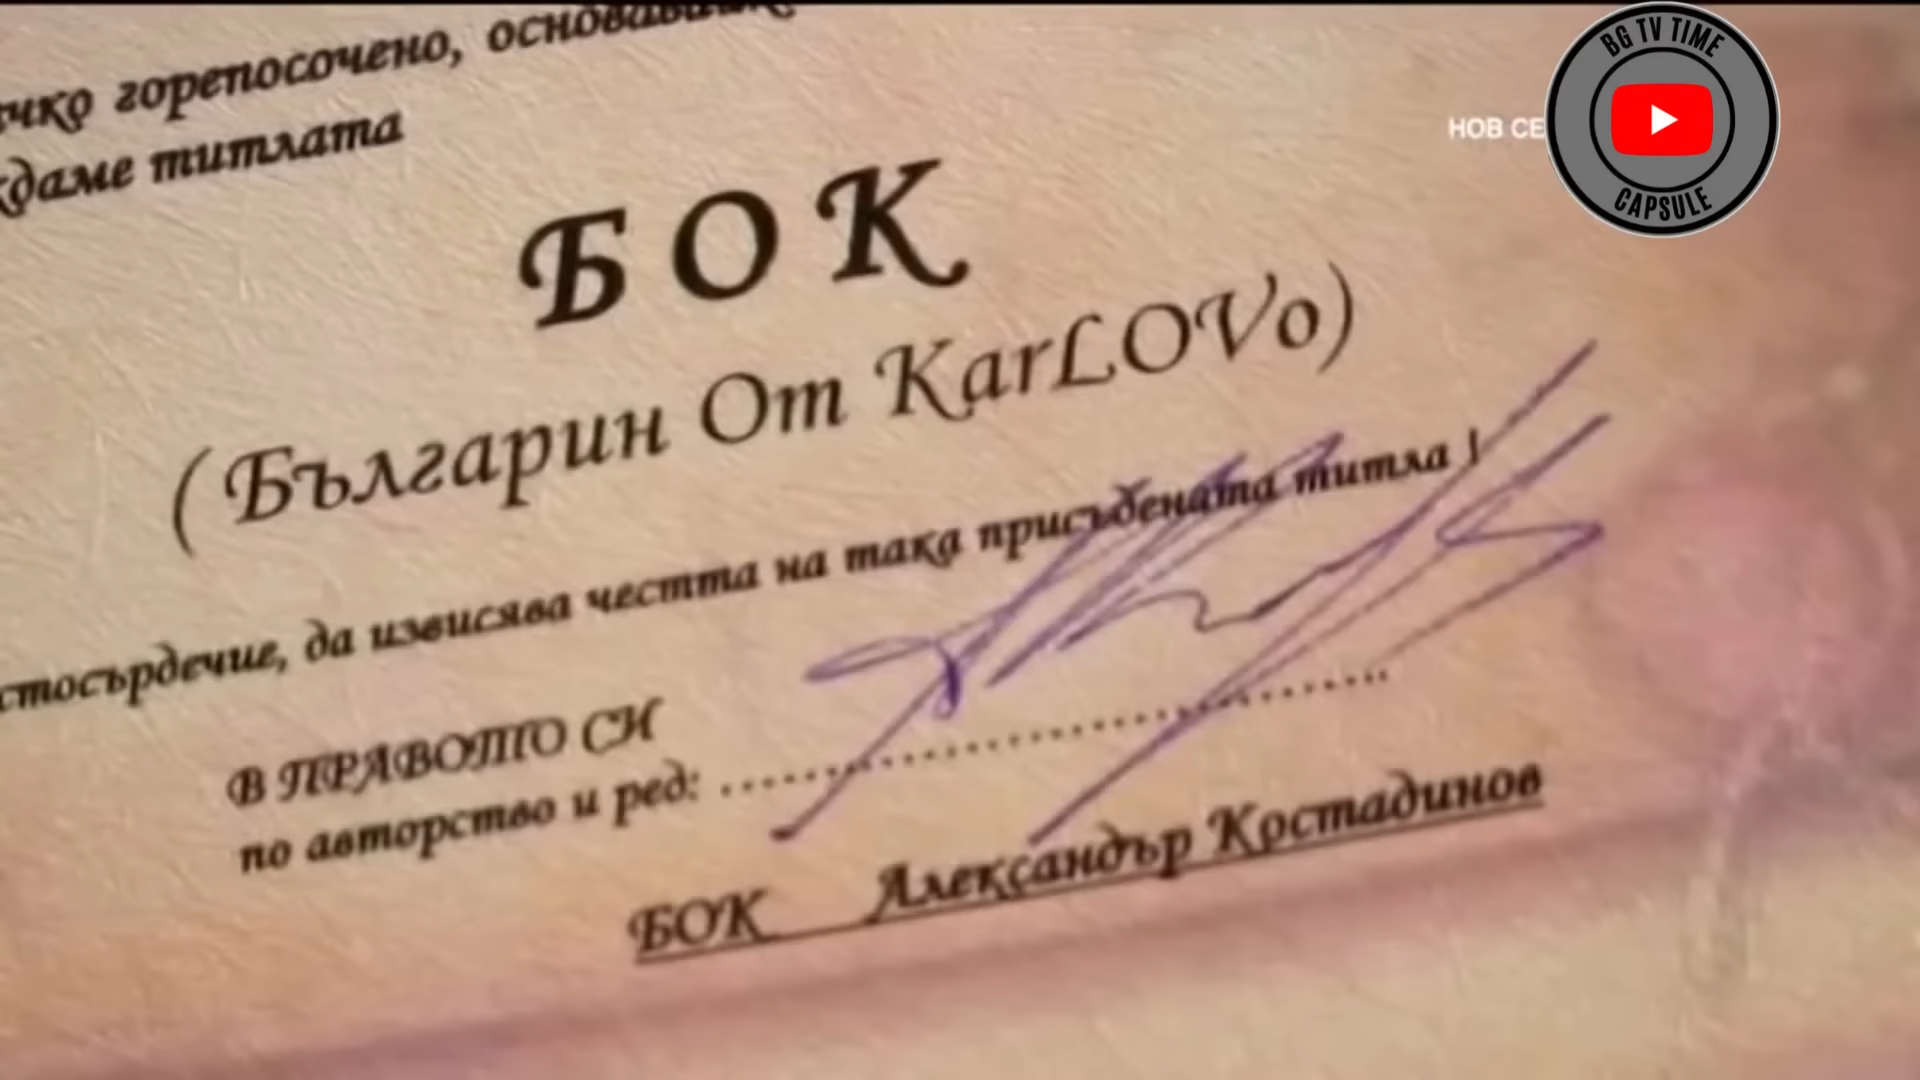 горепосочено,
титлата
БОК
(Българин От KarLOVo)
да извисява честта на така присъдената титла !
В ПРАВОТО СИ
по авторство и ред: ........................................
БОК Александър Костадинов
НОВ СЕ
BG TV TIME
CAPSULE